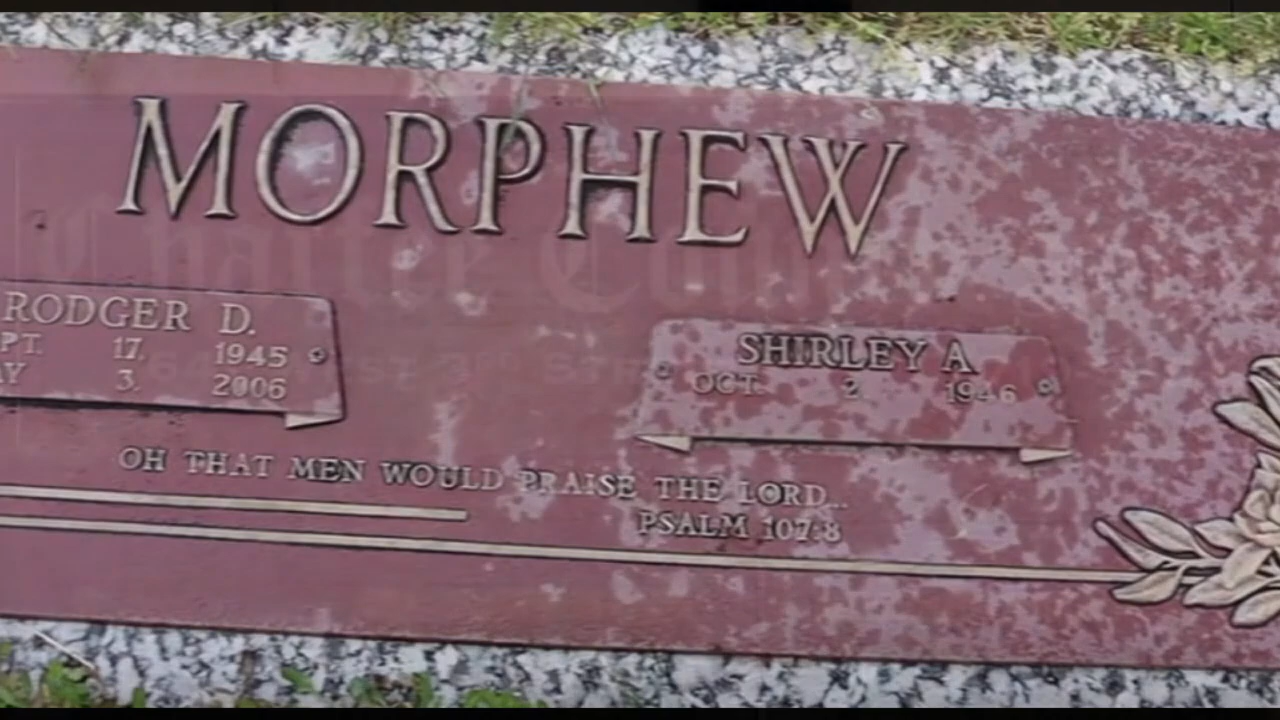 MORPHEW
RODGER D.
PT. 17, 1945
AY 3, 2006
SHIRLEY A
OCT. 2 1946
OH THAT MEN WOULD PRAISE THE LORD...
PSALM 107:8